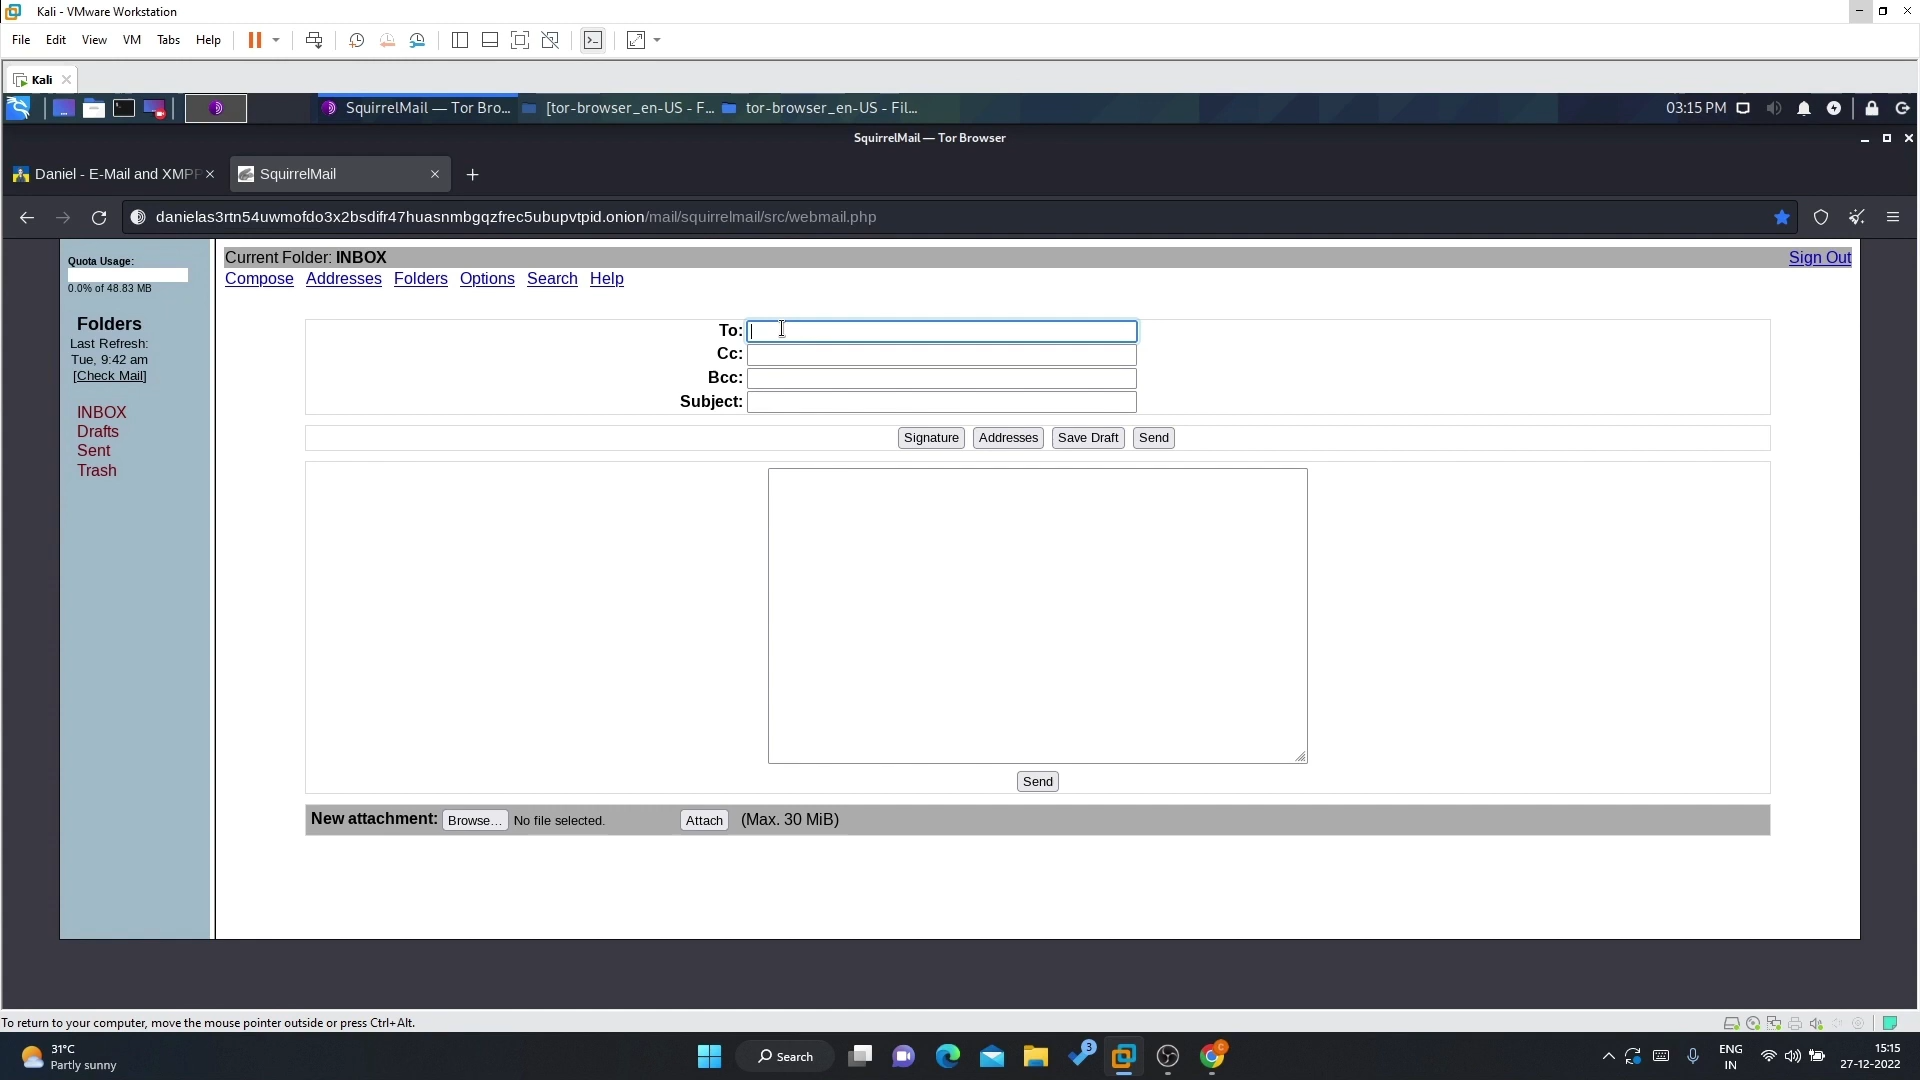 Kali - VMware Workstation
File Edit View VM Tabs Help
Kali
SquirrelMail — Tor Bro... [tor-browser_en-US - F... tor-browser_en-US - Fil... 03:15 PM
SquirrelMail — Tor Browser
Daniel - E-Mail and XMPP SquirrelMail
danielas3rtn54uwmofdo3x2bsdifr47huasnmbgqzfrec5ubupvtpid.onion/mail/squirrelmail/src/webmail.php
Quota Usage:
0.0% of 48.83 MB
Folders
Last Refresh:
Tue, 9:42 am
[Check Mail]
INBOX
Drafts
Sent
Trash
Current Folder: INBOX Sign Out
Compose Addresses Folders Options Search Help
To:
Cc:
Bcc:
Subject:
Signature Addresses Save Draft Send
Send
New attachment: Browse... No file selected. Attach (Max. 30 MiB)
To return to your computer, move the mouse pointer outside or press Ctrl+Alt.
31°C
Partly sunny
Search
3
C
ENG
IN
15:15
27-12-2022